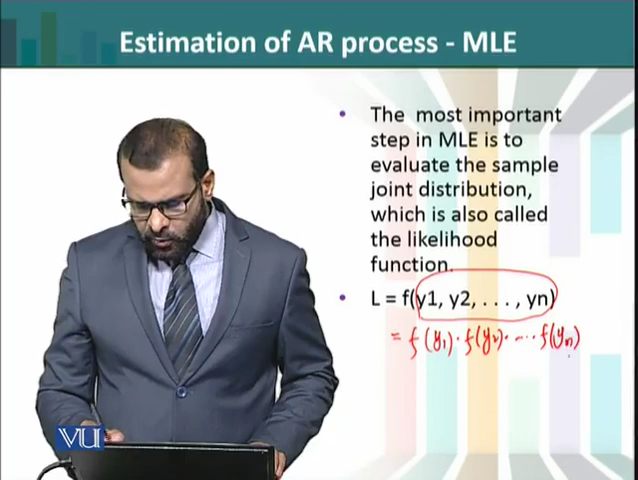 Estimation of AR process - MLE
• The most important
step in MLE is to
evaluate the sample
joint distribution,
which is also called
the likelihood
function.
• L = f(y1, y2, . . . , yn)
= f(y₁) · f(y₂) · ... f(yₙ)
VU